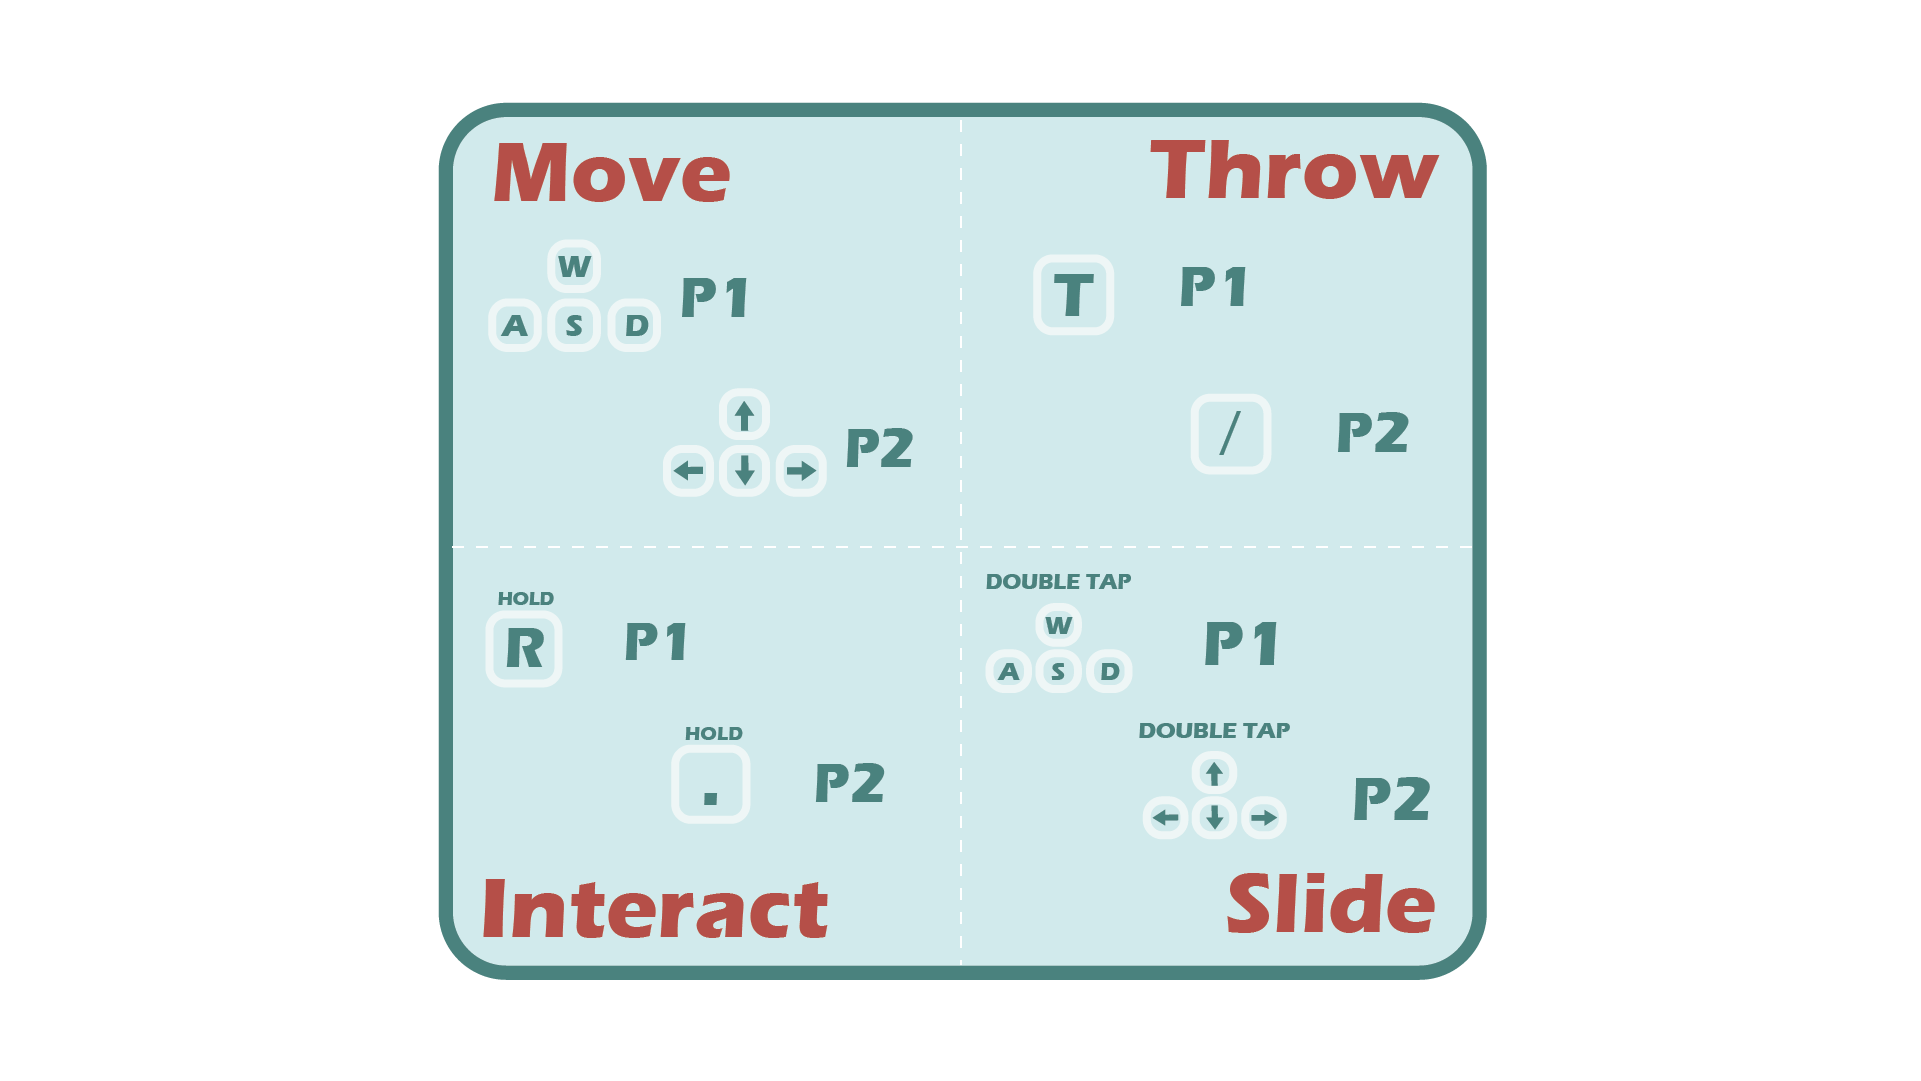 Move
W
A S D P1
↑
← ↓ → P2
Throw
T P1
/ P2
HOLD
R P1
HOLD
. P2
Interact
DOUBLE TAP
W
A S D P1
DOUBLE TAP
↑
← ↓ → P2
Slide